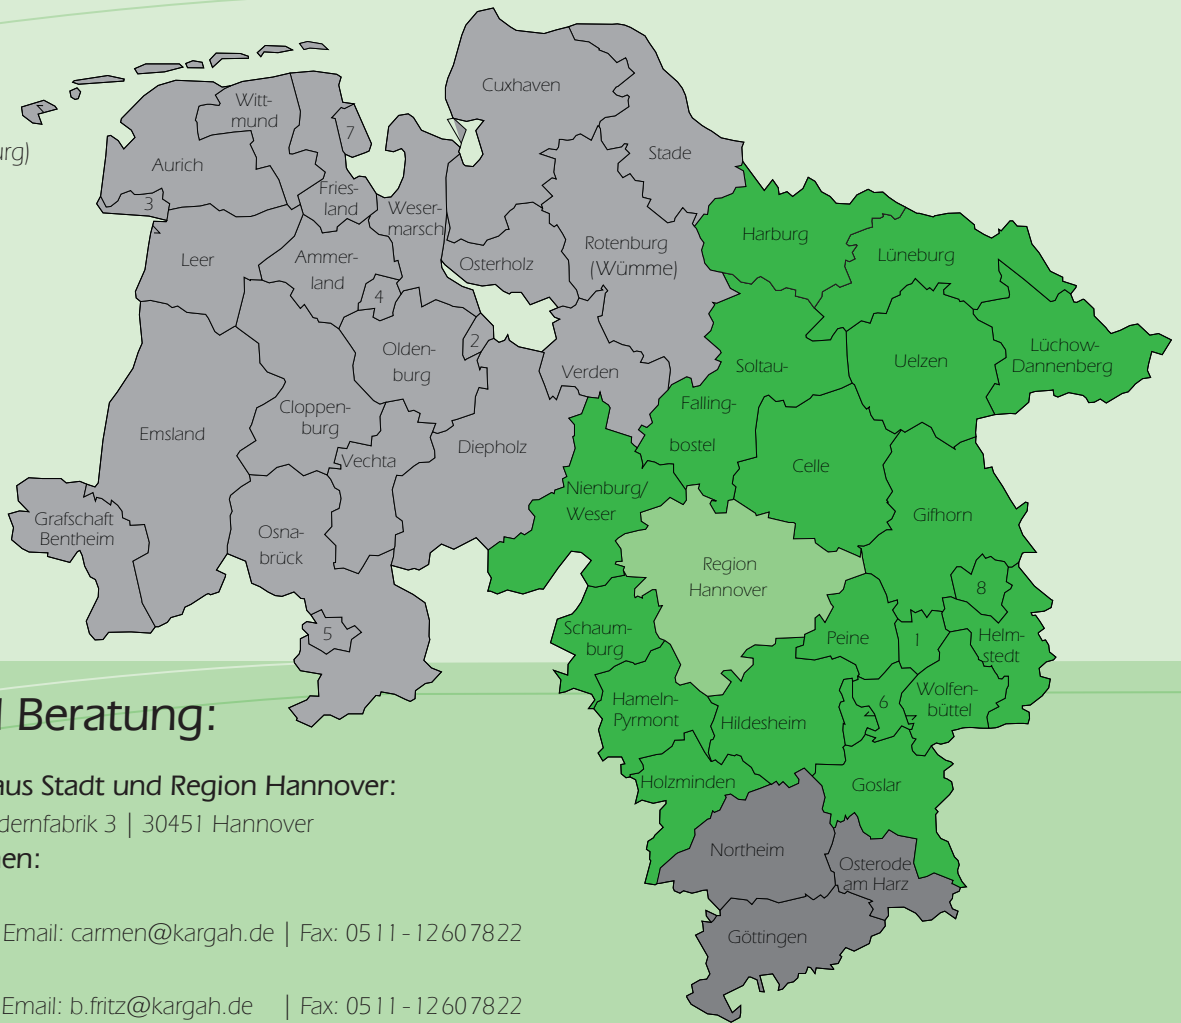 Cuxhaven
Witt-
mund
7
Stade
urg)
Aurich
Fries-
land
3
Weser-
marsch
Harburg
Rotenburg
(Wümme)
Lüneburg
Leer
Ammer-
land
Osterholz
4
2
Olden-
burg
Verden
Soltau-
Falling-
bostel
Uelzen
Lüchow-
Dannenberg
Cloppen-
burg
Emsland
Vechta
Diepholz
Celle
Nienburg/
Weser
Gifhorn
Grafschaft
Bentheim
Osna-
brück
Region
Hannover
8
5
Schaum-
burg
Peine
1
Helm-
stedt
Hameln-
Pyrmont
Hildesheim
6
Wolfen-
büttel
Holzminden
Goslar
Northeim
Osterode
am Harz
Göttingen
Beratung:
aus Stadt und Region Hannover:
dernfabrik 3 | 30451 Hannover
en:
Email: carmen@kargah.de | Fax: 0511-12607822
Email: b.fritz@kargah.de | Fax: 0511-12607822